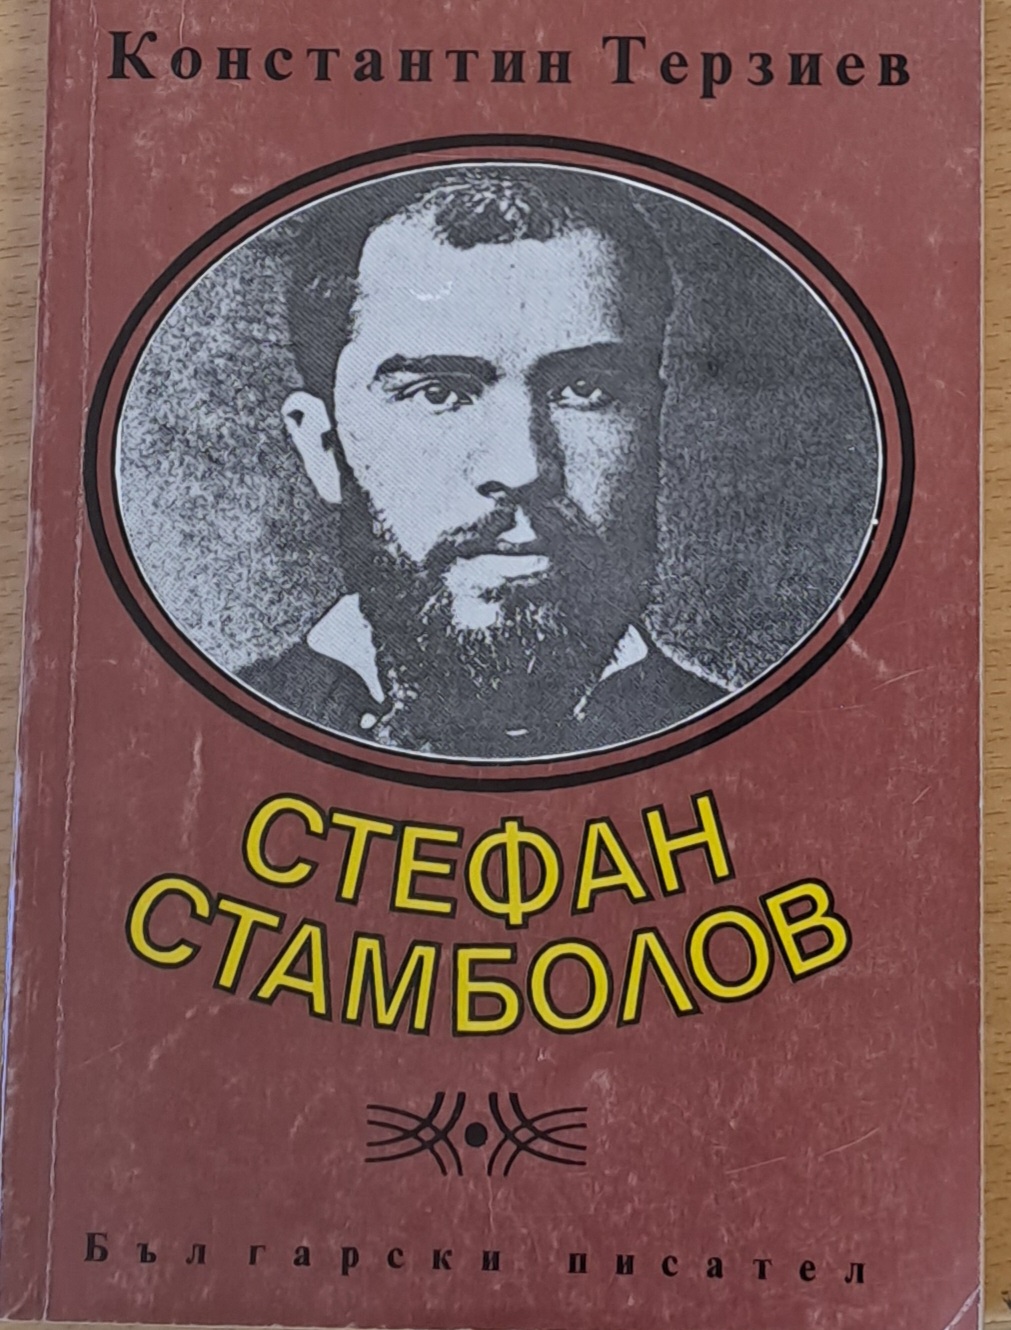 Константин Терзиев
СТЕФАН
СТАМБОЛОВ
Български писател